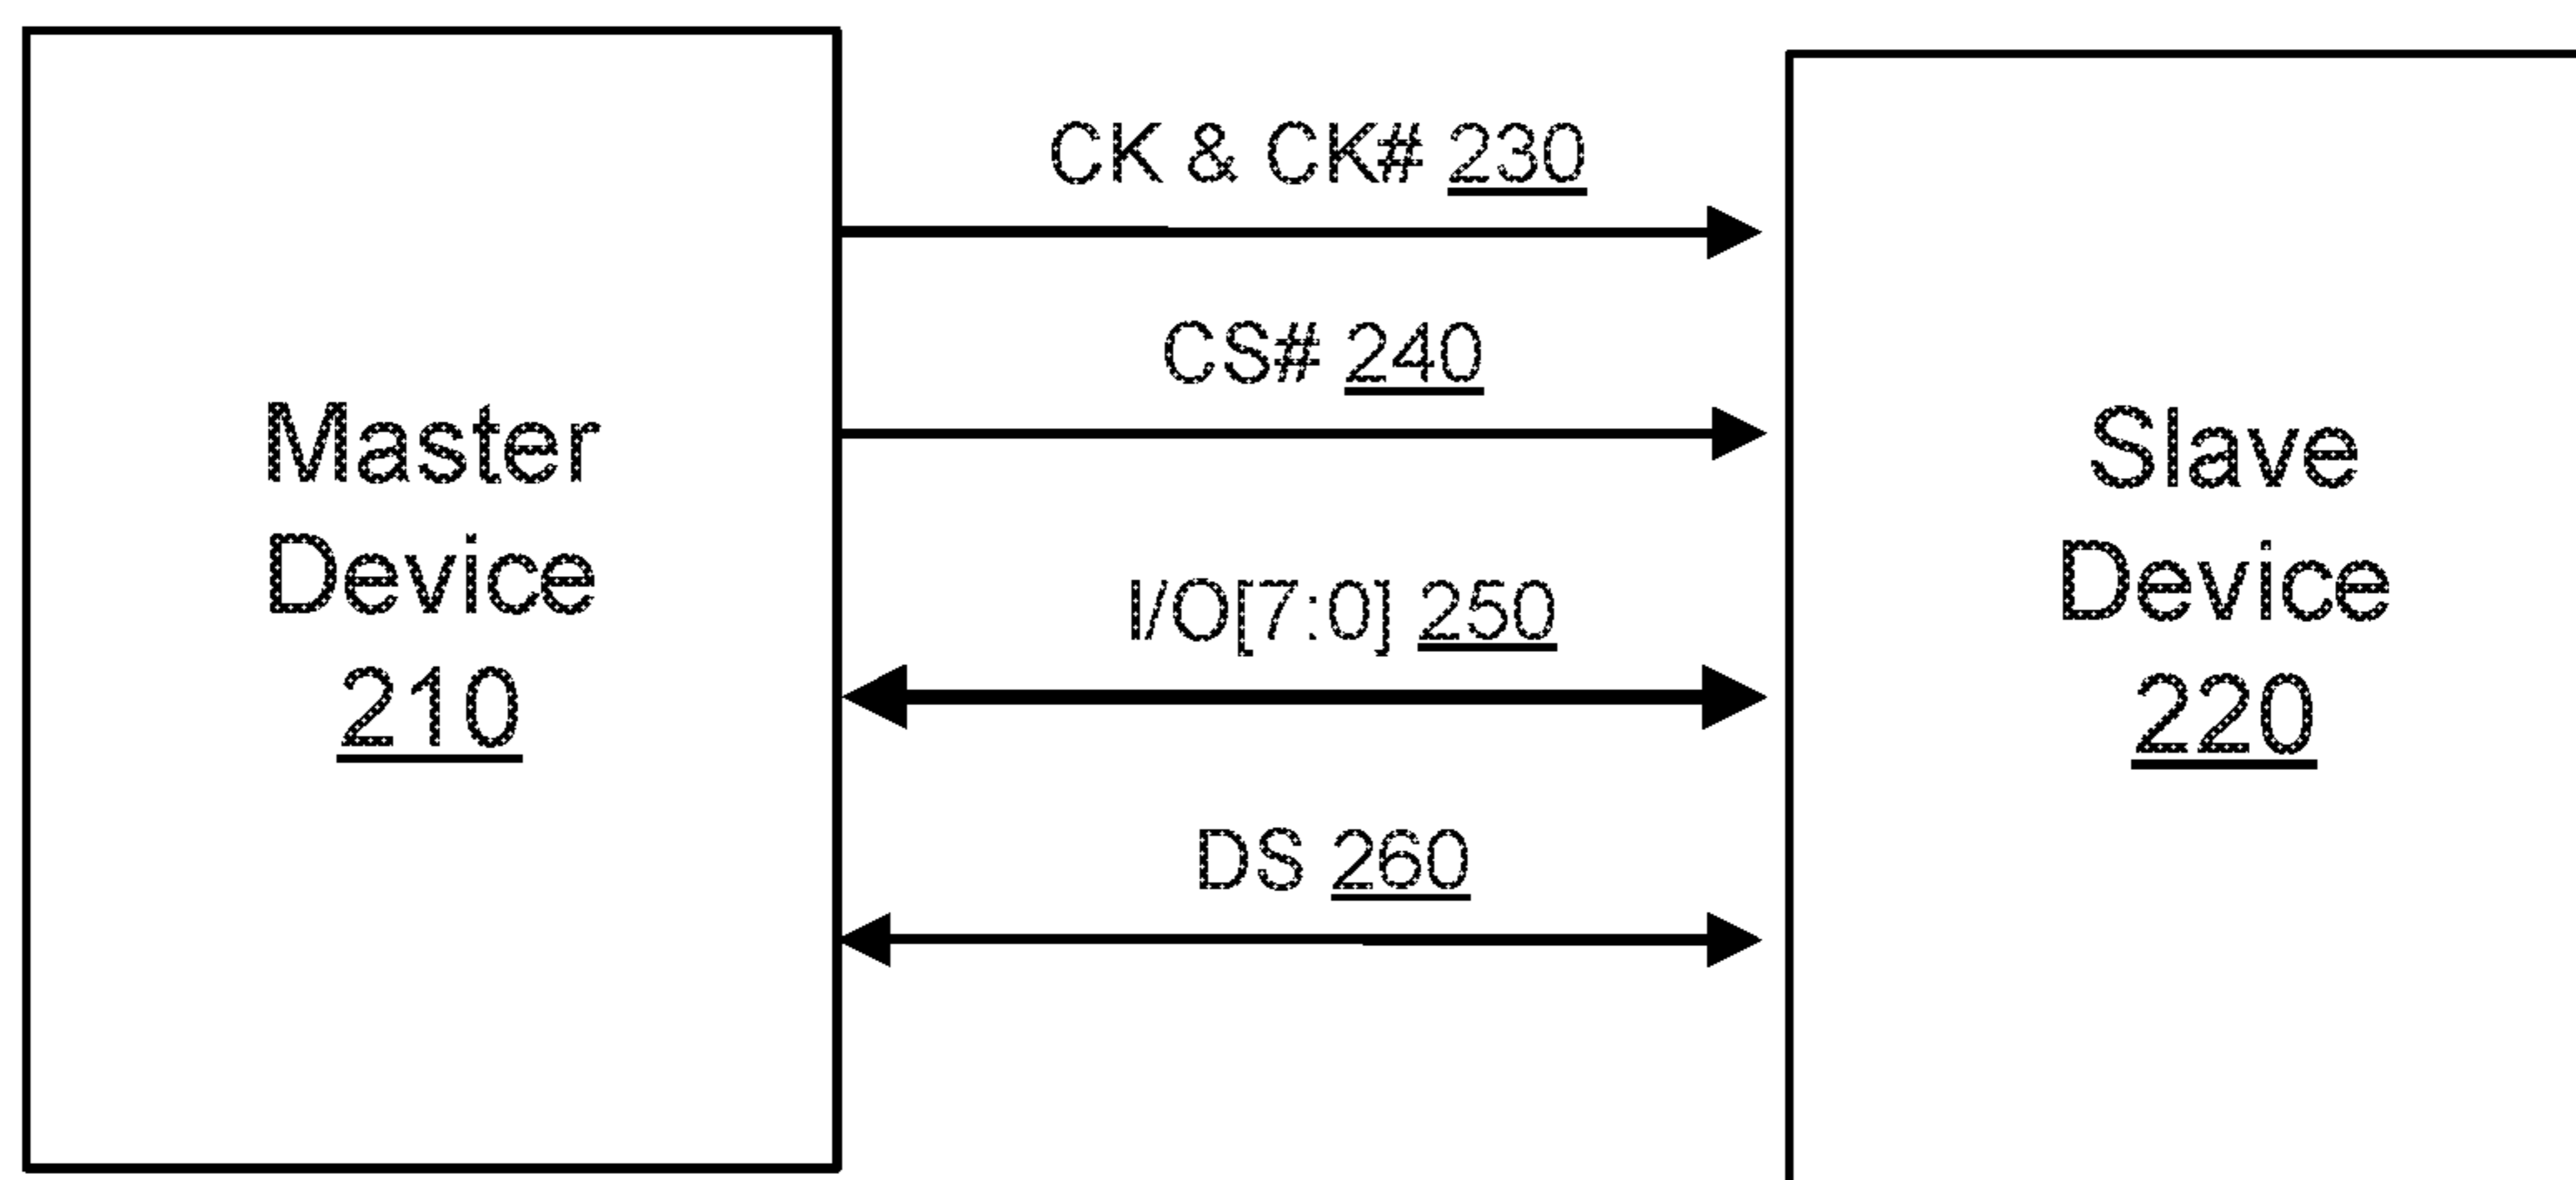 CK & CK# 230
CS# 240
Master
Device
210
I/O[7:0] 250
DS 260
Slave
Device
220